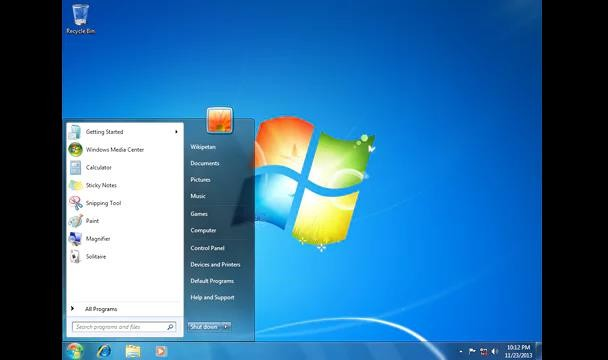 Recycle Bin
Getting Started
Windows Media Center
Calculator
Sticky Notes
Snipping Tool
Paint
Magnifier
Solitaire
All Programs
Search programs and files
Wikipetan
Documents
Pictures
Music
Games
Computer
Control Panel
Devices and Printers
Default Programs
Help and Support
Shut down
10:12 PM
11/23/2013